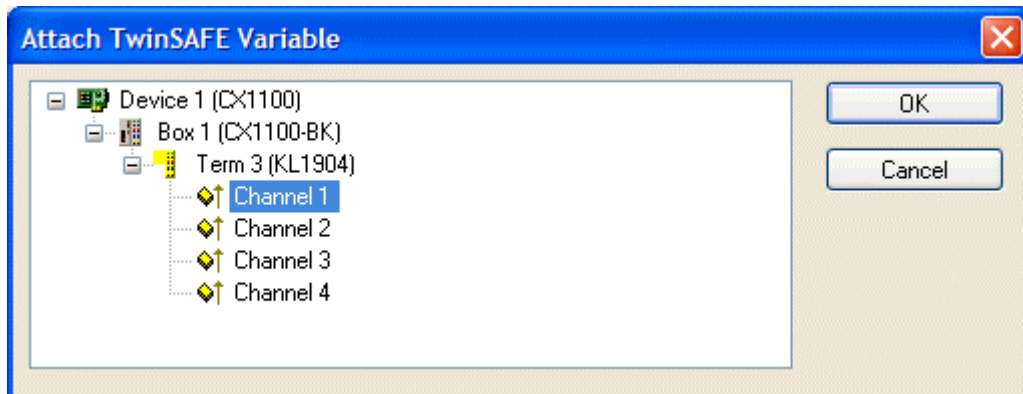 Attach TwinSAFE Variable
Device 1 (CX1100)
OK
Box 1 (CX1100-BK)
Term 3 (KL1904)
Cancel
Channel 1
Channel 2
Channel 3
Channel 4